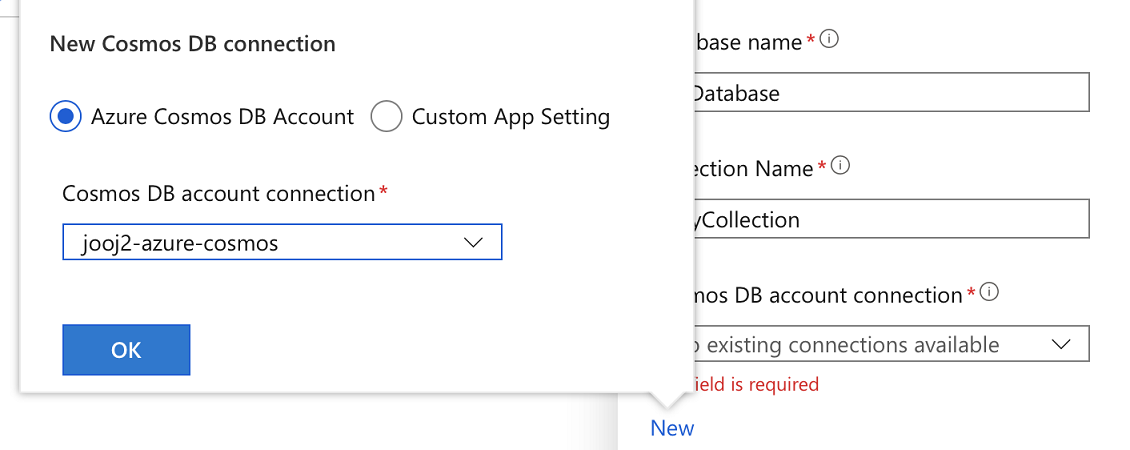 New Cosmos DB connection
Azure Cosmos DB Account
Custom App Setting
Cosmos DB account connection*
jooj2-azure-cosmos
OK
name*
Database
Name*
DB account connection*
existing connections available
is required
New